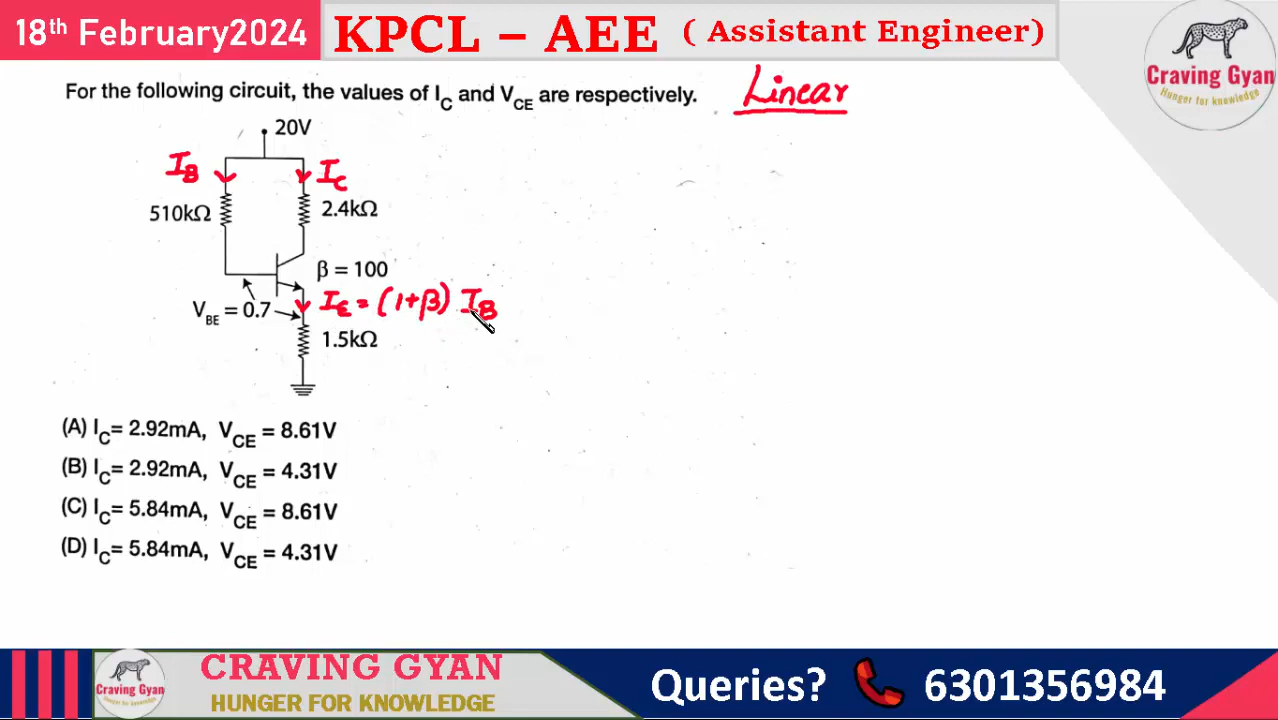 18th February2024
KPCL – AEE ( Assistant Engineer)
Craving Gyan
Hunger for knowledge
For the following circuit, the values of IC and VCE are respectively.
Linear
20V
IB
IC
510kΩ
2.4kΩ
β = 100
IE = (1+β) IB
VBE = 0.7
1.5kΩ
(A) IC= 2.92mA, VCE = 8.61V
(B) IC= 2.92mA, VCE = 4.31V
(C) IC= 5.84mA, VCE = 8.61V
(D) IC= 5.84mA, VCE = 4.31V
Craving Gyan
Hunger for knowledge
CRAVING GYAN
HUNGER FOR KNOWLEDGE
Queries? 6301356984